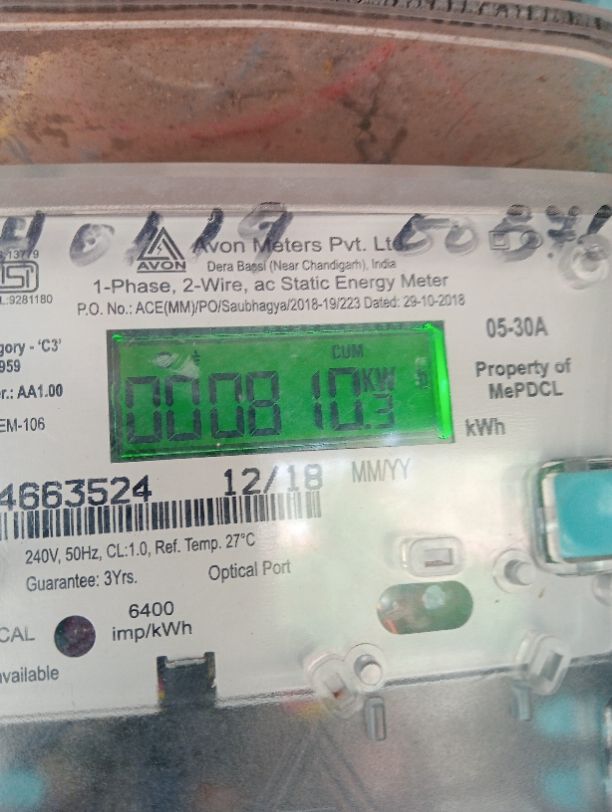 Avon Meters Pvt. Ltd.
AVON
Dera Bassi (Near Chandigarh), India
1-Phase, 2-Wire, ac Static Energy Meter
P.O. No.: ACE(MM)/PO/Saubhagya/2018-19/223 Dated: 29-10-2018
13779
L:9281180
gory - 'C3'
959
r.: AA1.00
EM-106
CUM
000810.3 KW
05-30A
Property of
MePDCL
kWh
4663524 12/18 MM/YY
240V, 50Hz, CL:1.0, Ref. Temp. 27°C
Guarantee: 3Yrs.
Optical Port
CAL
6400
imp/kWh
vailable